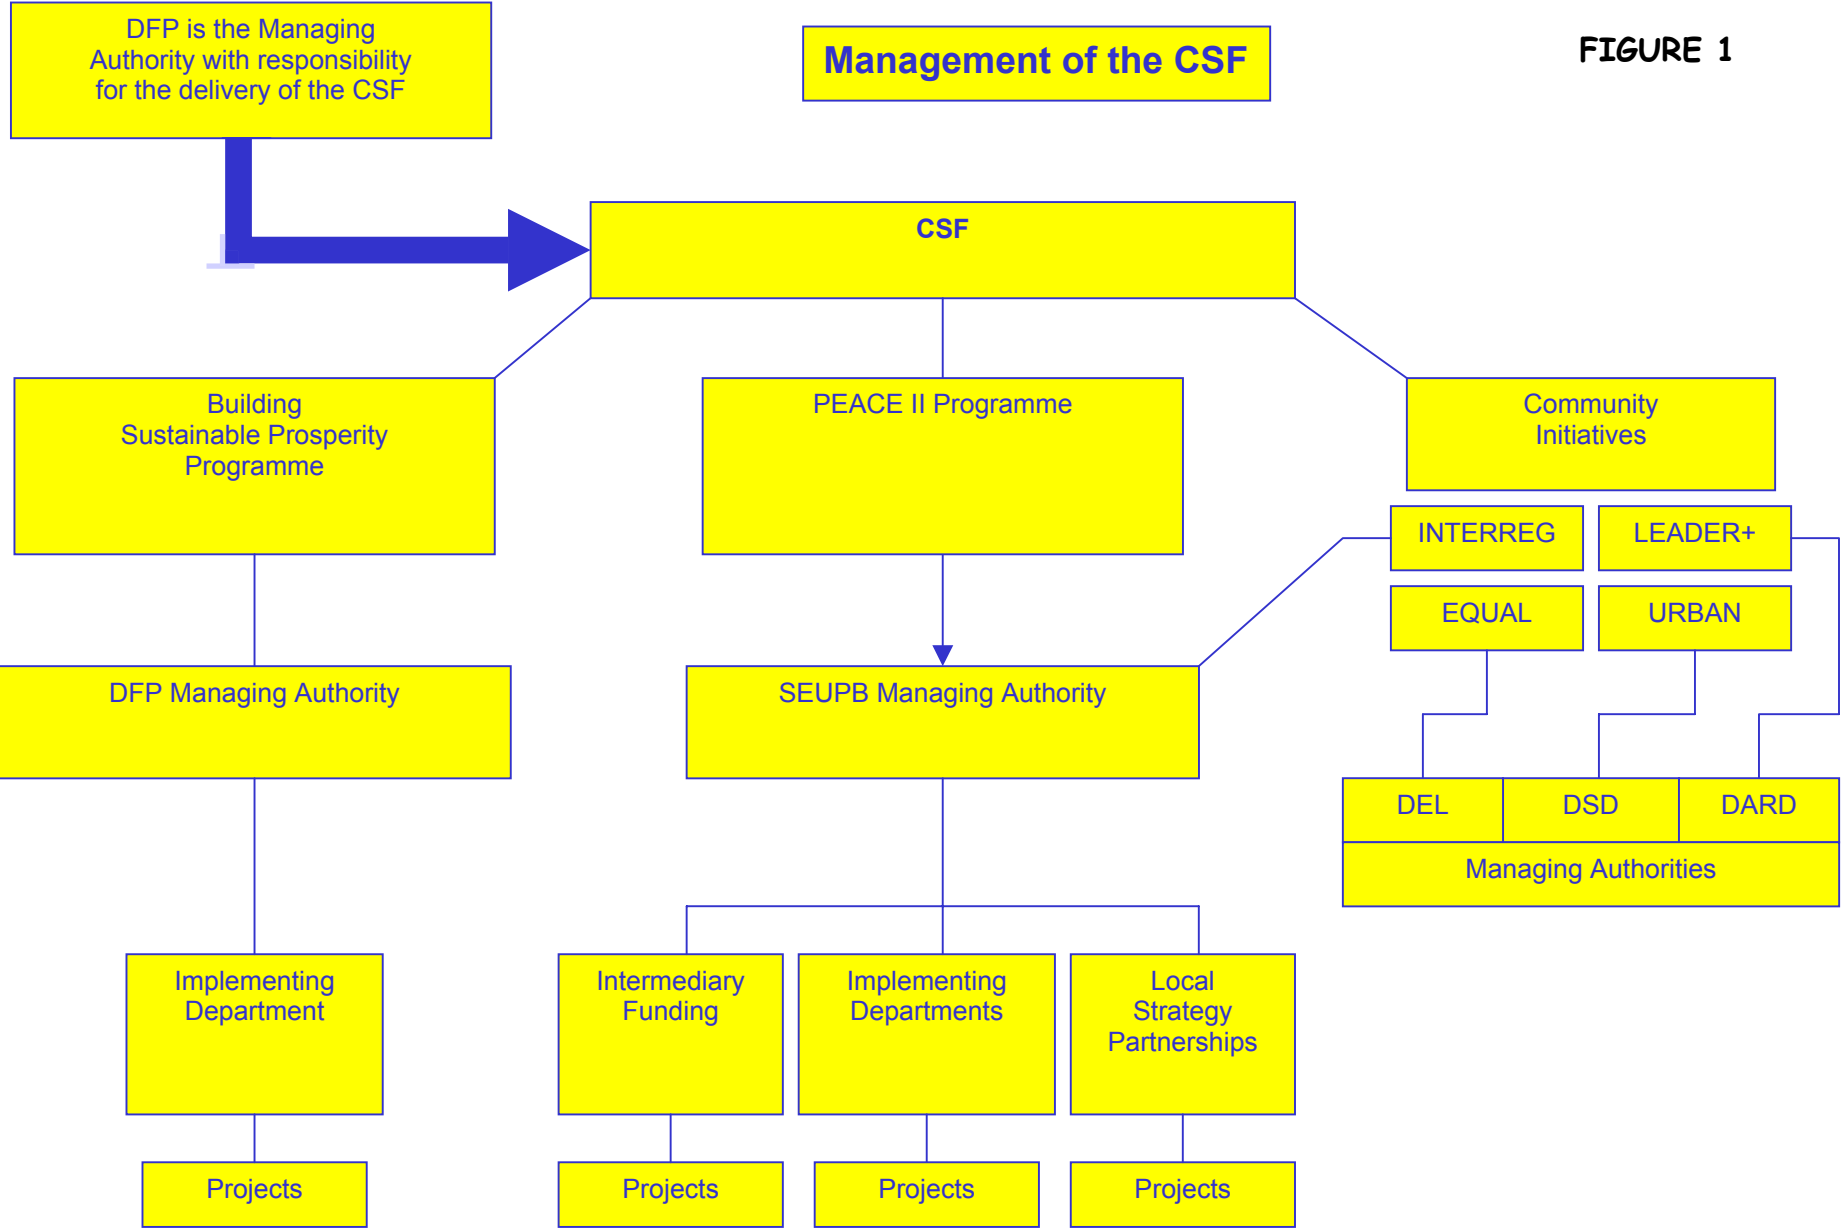 DFP is the Managing
Authority with responsibility
for the delivery of the CSF
Management of the CSF
FIGURE 1
CSF
Building
Sustainable Prosperity
Programme
PEACE II Programme
Community
Initiatives
INTERREG
LEADER+
EQUAL
URBAN
DFP Managing Authority
SEUPB Managing Authority
DEL
DSD
DARD
Managing Authorities
Implementing
Department
Intermediary
Funding
Implementing
Departments
Local
Strategy
Partnerships
Projects
Projects
Projects
Projects